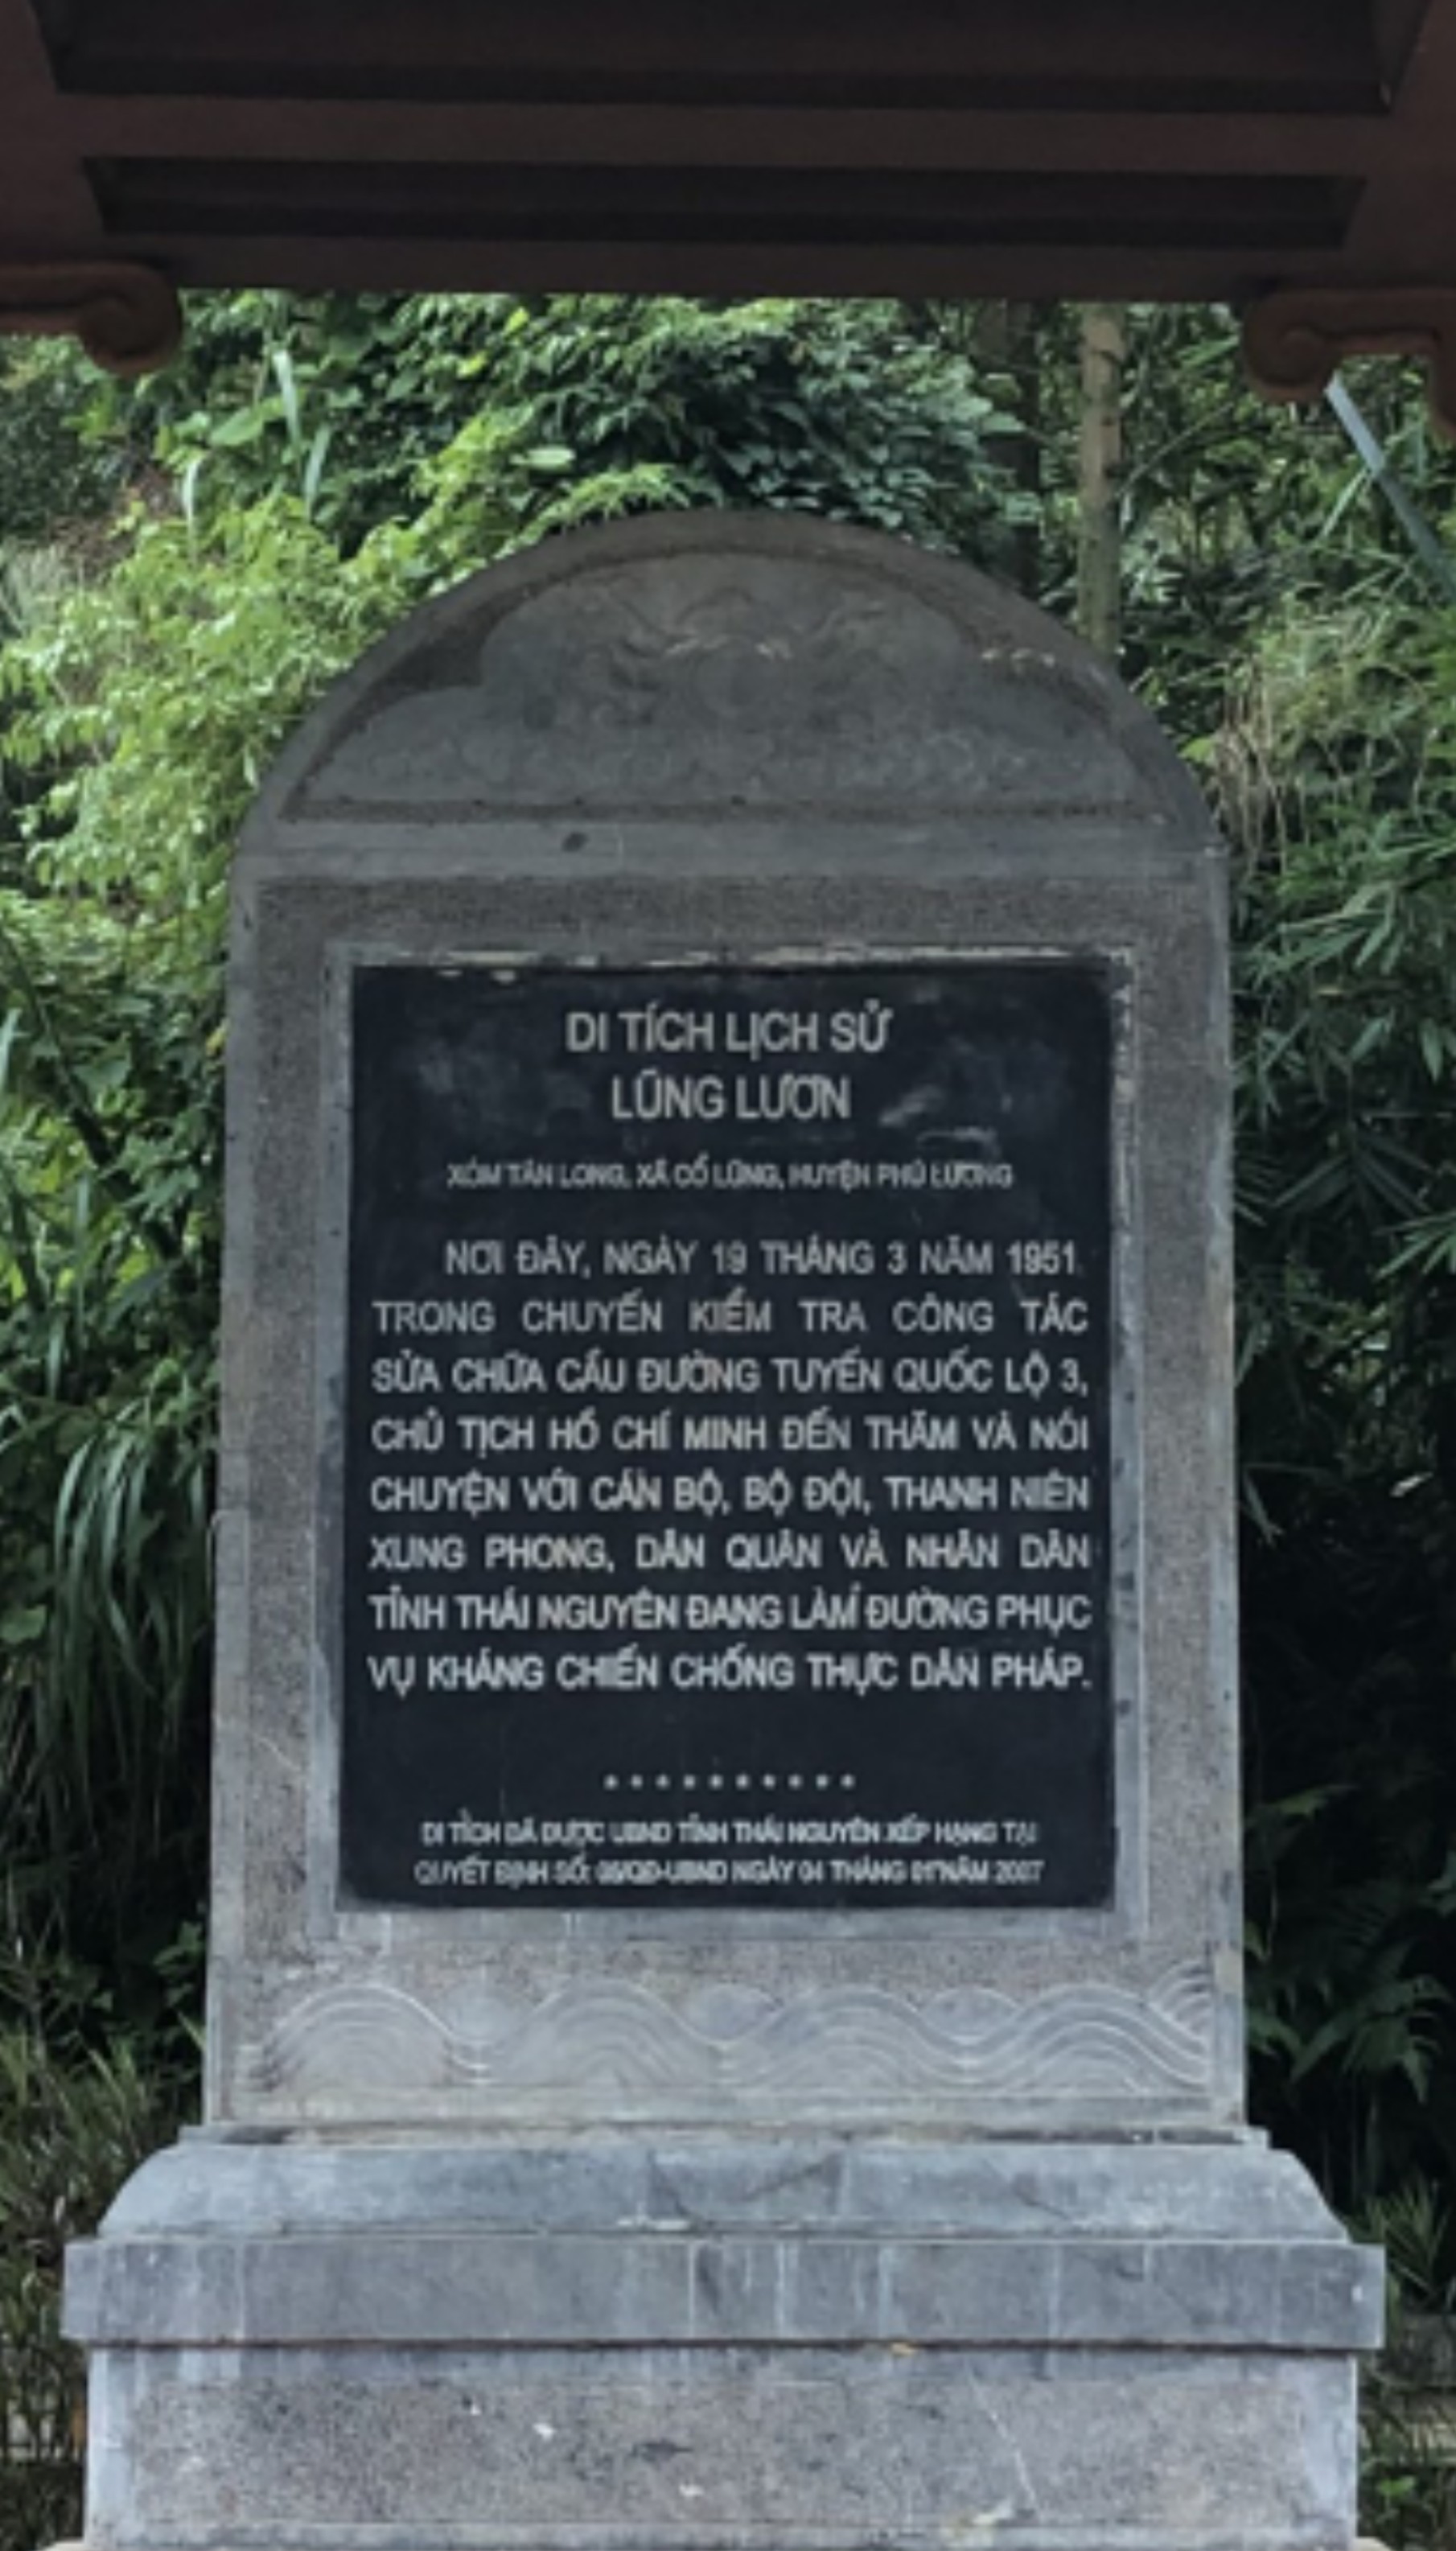 DI TÍCH LỊCH SỬ
LŨNG LƯƠN
XÓM TÂN LONG, XÃ CỔ LŨNG, HUYỆN PHÚ LƯƠNG
NƠI ĐÂY, NGÀY 19 THÁNG 3 NĂM 1951
TRONG CHUYẾN KIỂM TRA CÔNG TÁC
SỬA CHỮA CẦU ĐƯỜNG TUYẾN QUỐC LỘ 3,
CHỦ TỊCH HỒ CHÍ MINH ĐẾN THĂM VÀ NÓI
CHUYỆN VỚI CÁN BỘ, BỘ ĐỘI, THANH NIÊN
XUNG PHONG, DÂN QUÂN VÀ NHÂN DÂN
TỈNH THÁI NGUYÊN ĐANG LÀM ĐƯỜNG PHỤC
VỤ KHÁNG CHIẾN CHỐNG THỰC DÂN PHÁP.
DI TÍCH ĐÃ ĐƯỢC UBND TỈNH THÁI NGUYÊN XẾP HẠNG TẠI
QUYẾT ĐỊNH SỐ: NGÀY 04 THÁNG 01 NĂM 2007